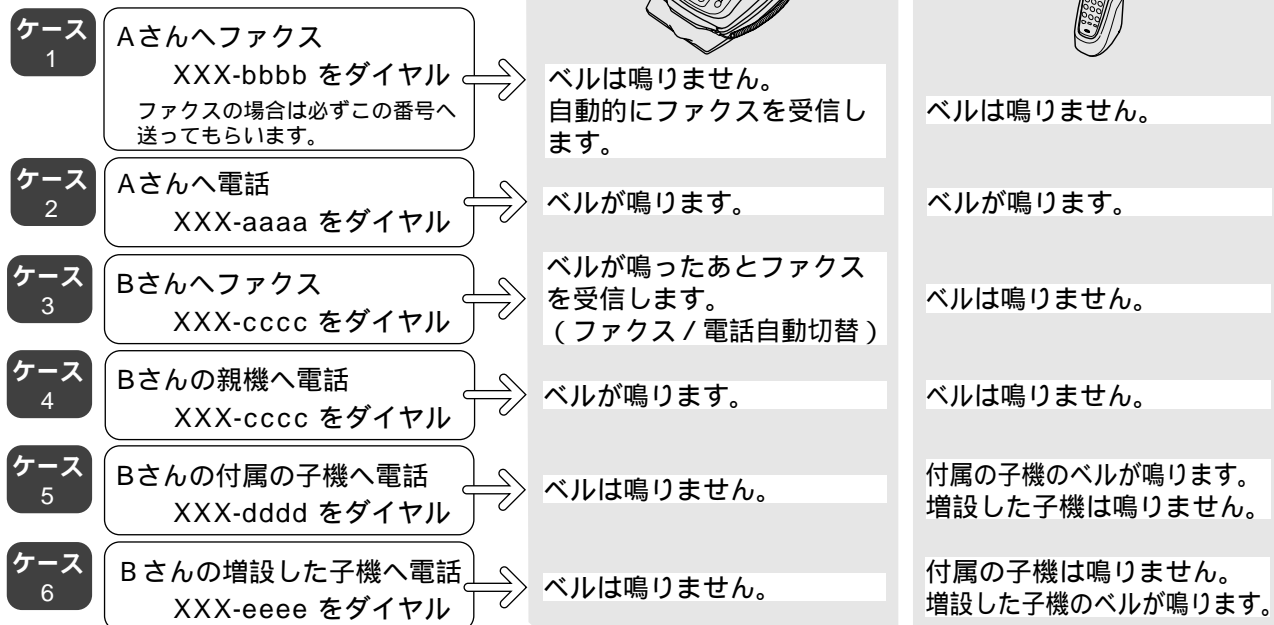 ケース
1
Aさんへファクス
XXX-bbbb をダイヤル
ファクスの場合は必ずこの番号へ
送ってもらいます。
ベルは鳴りません。
自動的にファクスを受信し
ます。
ベルは鳴りません。
ケース
2
Aさんへ電話
XXX-aaaa をダイヤル
ベルが鳴ります。
ベルが鳴ります。
ケース
3
Bさんへファクス
XXX-cccc をダイヤル
ベルが鳴ったあとファクス
を受信します。
(ファクス/電話自動切替)
ベルは鳴りません。
ケース
4
Bさんの親機へ電話
XXX-cccc をダイヤル
ベルが鳴ります。
ベルは鳴りません。
ケース
5
Bさんの付属の子機へ電話
XXX-dddd をダイヤル
ベルは鳴りません。
付属の子機のベルが鳴ります。
増設した子機は鳴りません。
ケース
6
Bさんの増設した子機へ電話
XXX-eeee をダイヤル
ベルは鳴りません。
付属の子機は鳴りません。
増設した子機のベルが鳴ります。